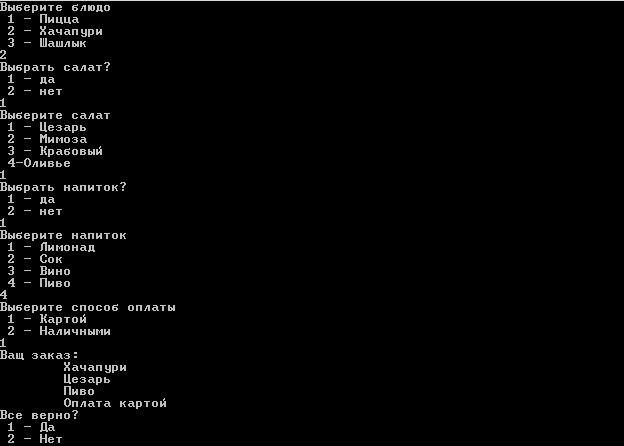 Выберите блюдо
1 - Пицца
2 - Хачапури
3 - Шашлык
2
Выбрать салат?
1 - да
2 - нет
1
Выберите салат
1 - Цезарь
2 - Мимоза
3 - Крабовый
4-Оливье
1
Выбрать напиток?
1 - да
2 - нет
1
Выберите напиток
1 - Лимонад
2 - Сок
3 - Вино
4 - Пиво
4
Выберите способ оплаты
1 - Картой
2 - Наличными
1
Ващ заказ:
Хачапури
Цезарь
Пиво
Оплата картой
Все верно?
1 - Да
2 - Нет